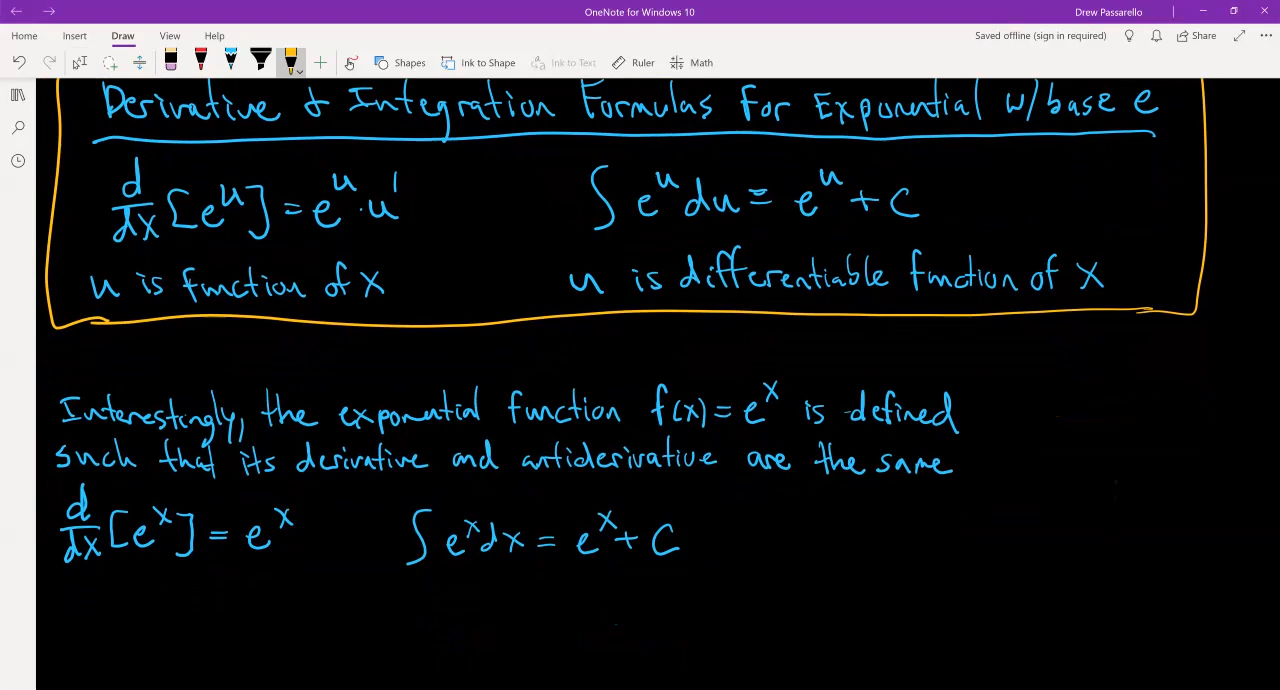 OneNote for Windows 10
Drew Passarello
Home Insert Draw View Help
Saved offline (sign in required)
Share
Shapes
Ink to Shape
Ink to Text
Ruler
Math
Derivative & Integration Formulas For Exponential w/base e
d/dx [e^u] = e^u · u'
∫ e^u du = e^u + C
u is function of x
u is differentiable function of x
Interestingly, the exponential function f(x) = e^x is defined
such that its derivative and antiderivative are the same
d/dx [e^x] = e^x
∫ e^x dx = e^x + C